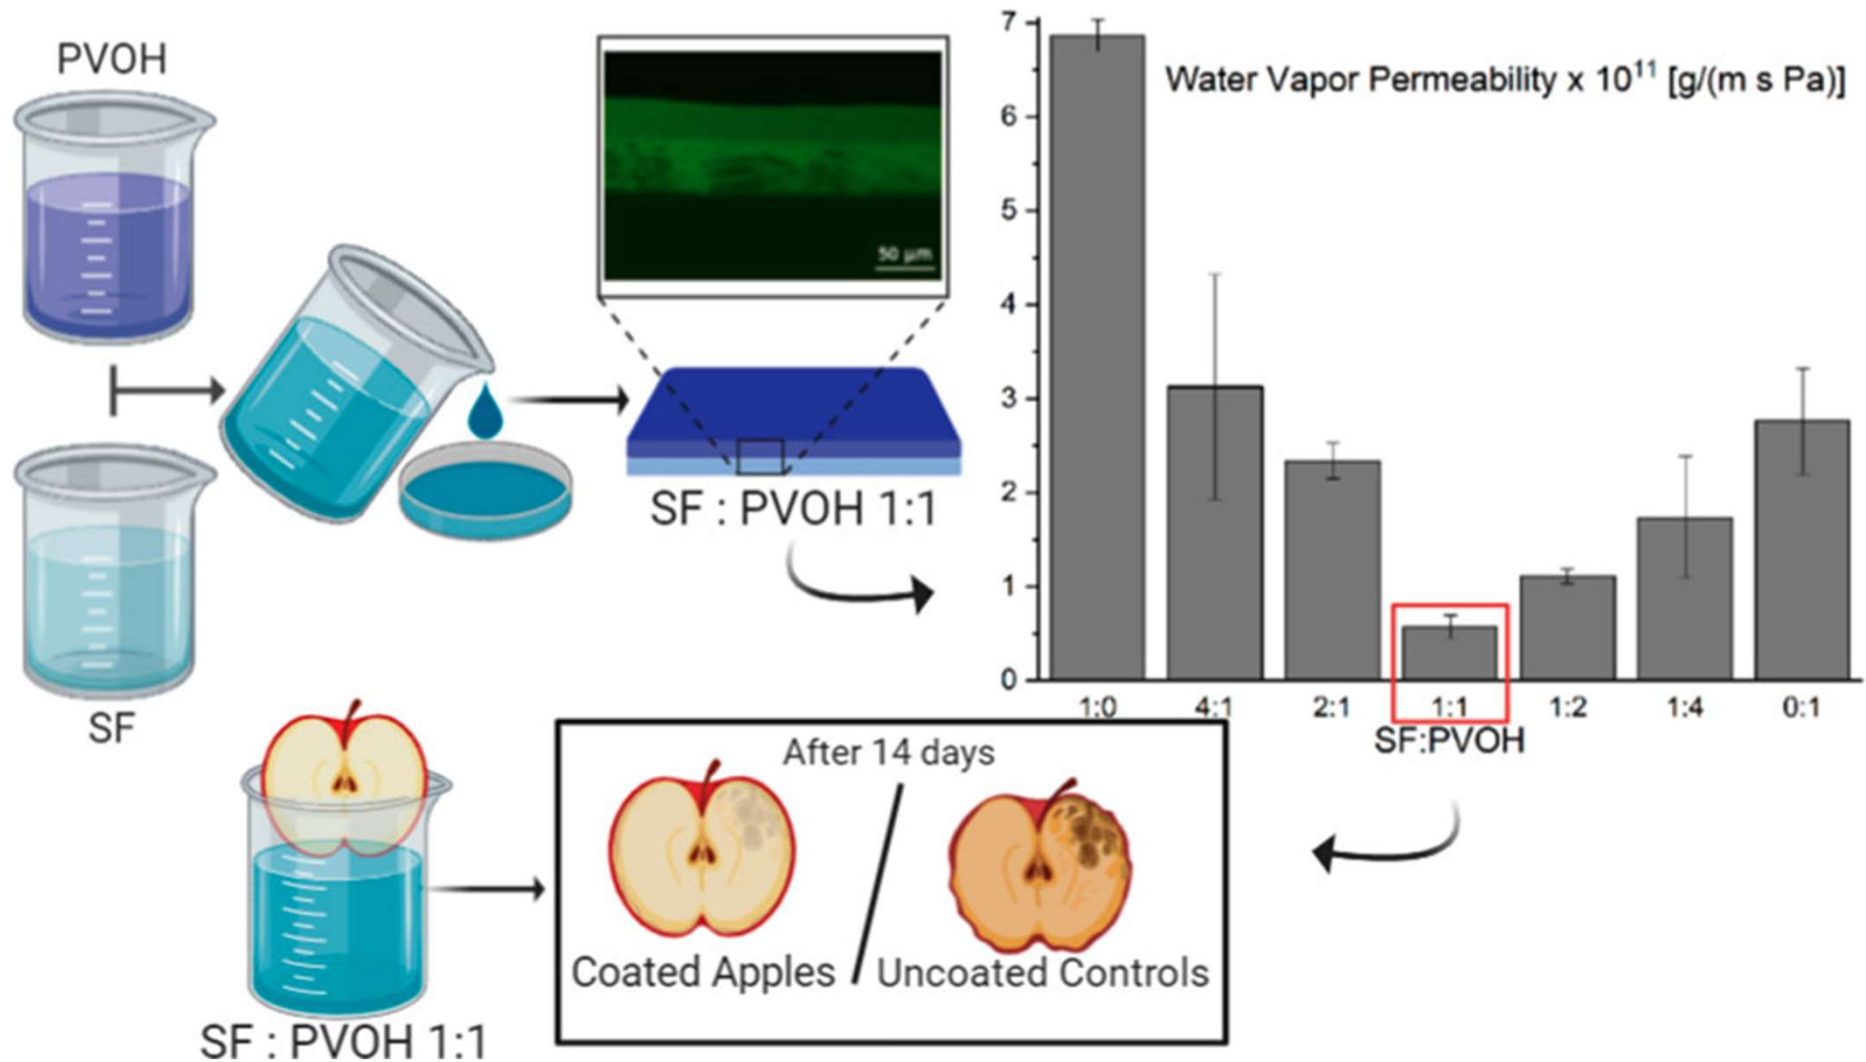 PVOH
SF
50 μm
SF : PVOH 1:1
Water Vapor Permeability x 10¹¹ [g/(m s Pa)]
7
6
5
4
3
2
1
0
1:0 4:1 2:1 1:1 1:2 1:4 0:1
SF:PVOH
SF : PVOH 1:1
After 14 days
Coated Apples / Uncoated Controls